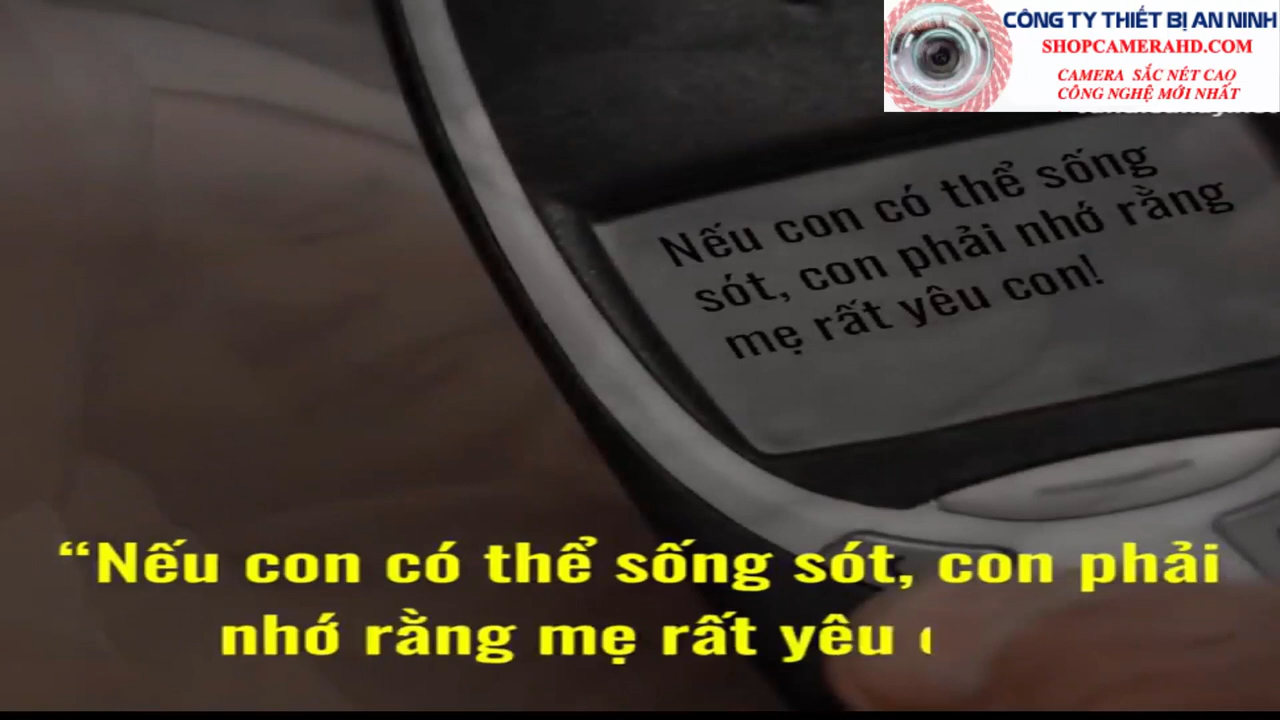 CÔNG TY THIẾT BỊ AN NINH
SHOPCAMERAHD.COM
CAMERA SẮC NÉT CAO
CÔNG NGHỆ MỚI NHẤT
Nếu con có thể sống
sót, con phải nhớ rằng
mẹ rất yêu con!
“Nếu con có thể sống sót, con phải
nhớ rằng mẹ rất yêu